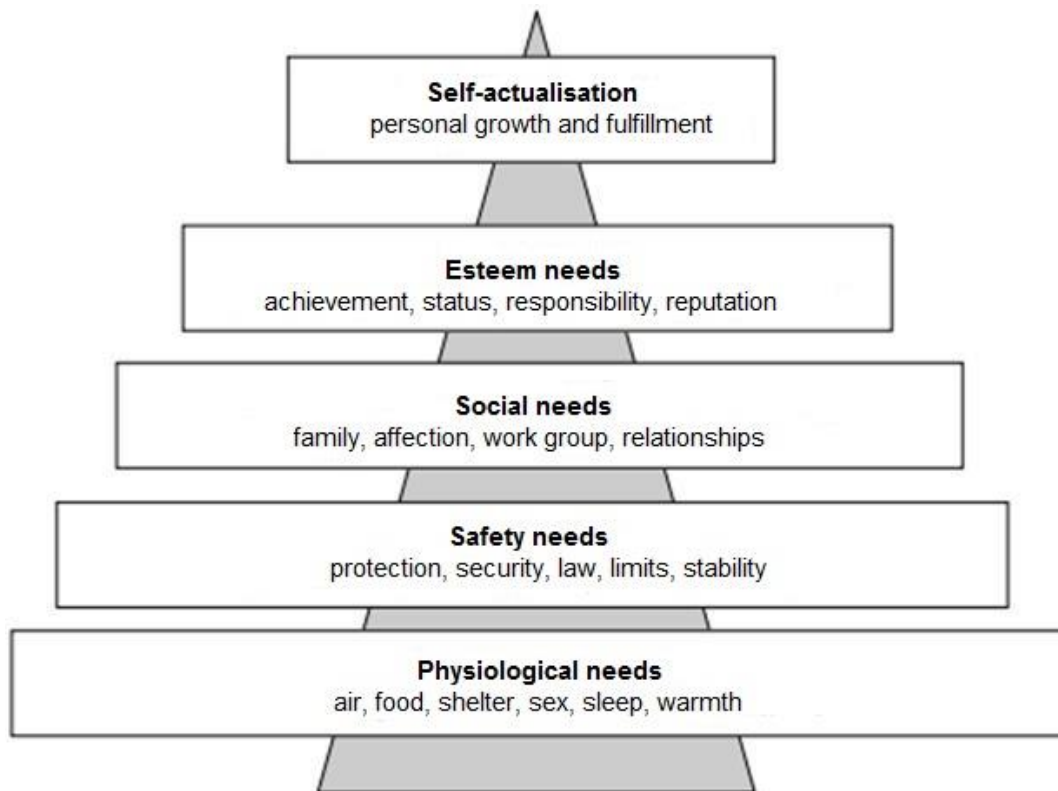 Self-actualisation
personal growth and fulfillment
Esteem needs
achievement, status, responsibility, reputation
Social needs
family, affection, work group, relationships
Safety needs
protection, security, law, limits, stability
Physiological needs
air, food, shelter, sex, sleep, warmth